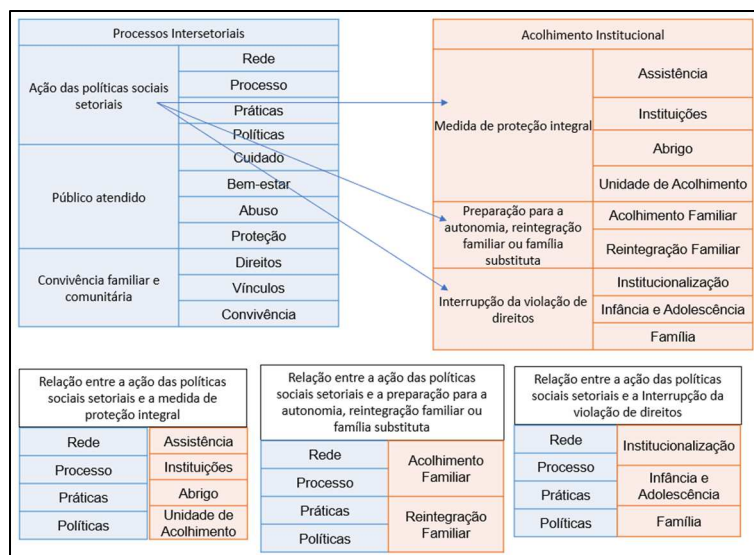 Processos Intersetoriais
Ação das políticas sociais
setoriais
Rede
Processo
Práticas
Políticas
Público atendido
Cuidado
Bem-estar
Abuso
Proteção
Convivência familiar e
comunitária
Direitos
Vínculos
Convivência
Acolhimento Institucional
Medida de proteção integral
Assistência
Instituições
Abrigo
Unidade de Acolhimento
Preparação para a
autonomia, reintegração
familiar ou família
substituta
Acolhimento Familiar
Reintegração Familiar
Interrupção da violação de
direitos
Institucionalização
Infância e Adolescência
Família
Relação entre a ação das políticas
sociais setoriais e a medida de
proteção integral
Rede
Processo
Práticas
Políticas
Assistência
Instituições
Abrigo
Unidade de
Acolhimento
Relação entre a ação das políticas
sociais setoriais e a preparação para a
autonomia, reintegração familiar ou
família substituta
Rede
Processo
Práticas
Políticas
Acolhimento
Familiar
Reintegração
Familiar
Relação entre a ação das políticas
sociais setoriais e a Interrupção da
violação de direitos
Rede
Processo
Práticas
Políticas
Institucionalização
Infância e
Adolescência
Família